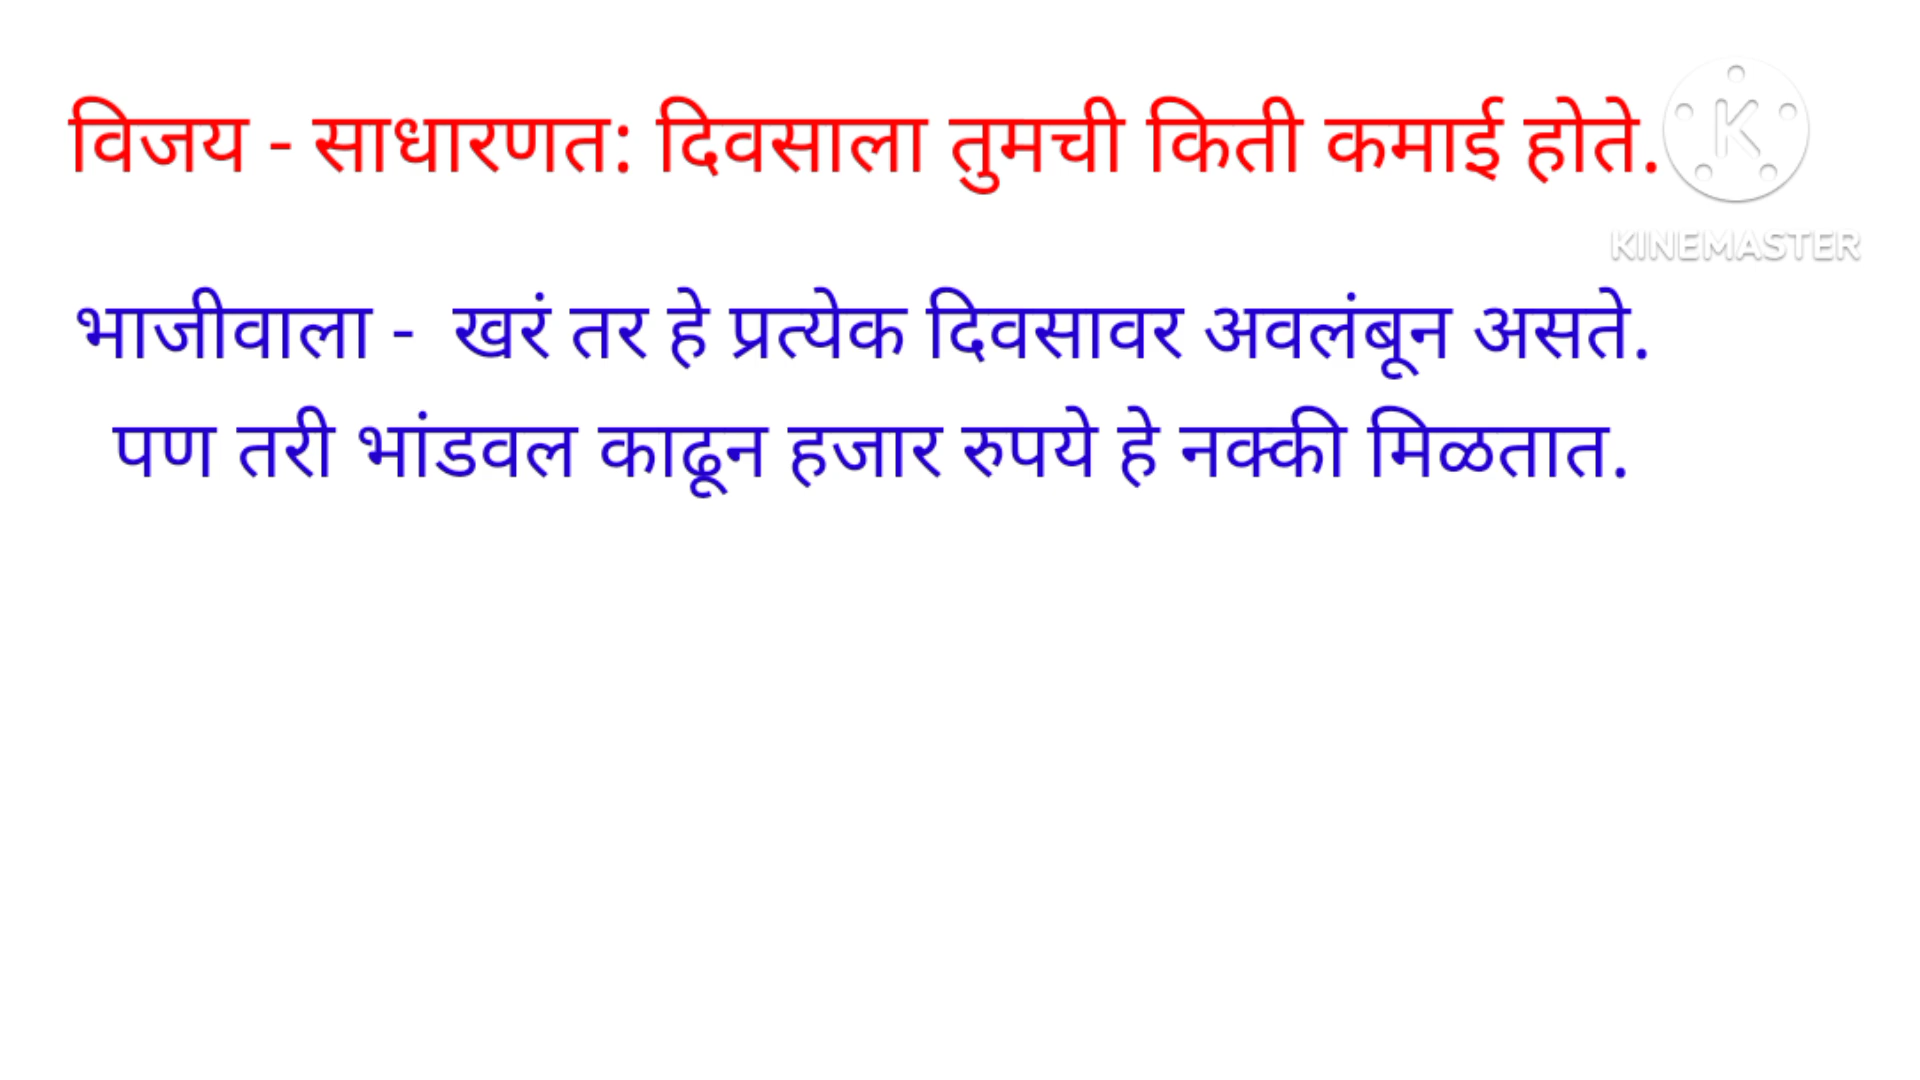 विजय - साधारणत: दिवसाला तुमची किती कमाई होते.
K
KINEMASTER
भाजीवाला - खरं तर हे प्रत्येक दिवसावर अवलंबून असते.
पण तरी भांडवल काढून हजार रुपये हे नक्की मिळतात.